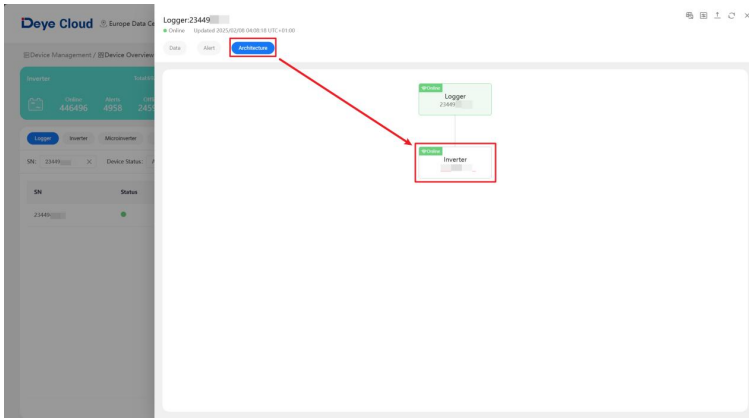 Deye Cloud Europe Data Ce
Device Management / Device Overview
Inverter
Online Alerts
446496 4958 2459
Logger Inverter Microinverter
SN: 23449 × Device Status:
SN Status
23449
Logger:23449
Online Updated 2025/02/08 04:08:18 UTC+01:00
Data Alert Architecture
Online
Logger
23449
Online
Inverter